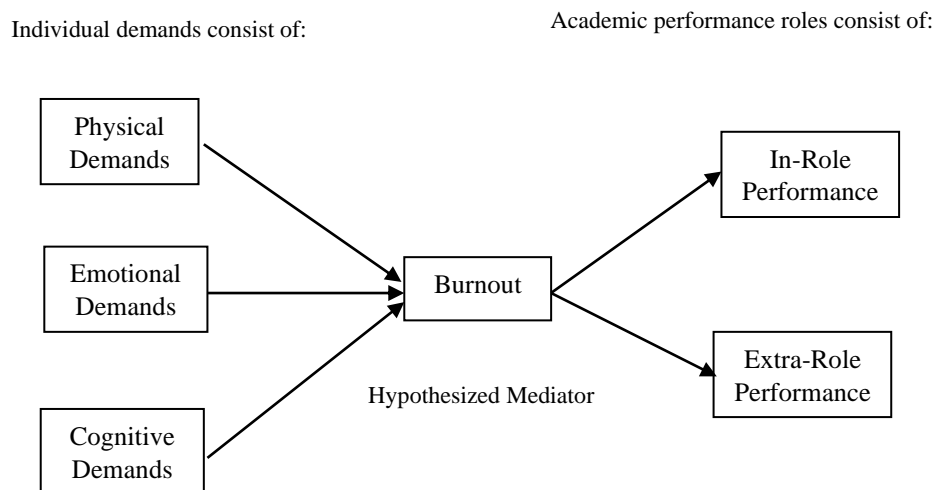 Individual demands consist of:
Academic performance roles consist of:
Physical
Demands
In-Role
Performance
Emotional
Demands
Burnout
Extra-Role
Performance
Hypothesized Mediator
Cognitive
Demands